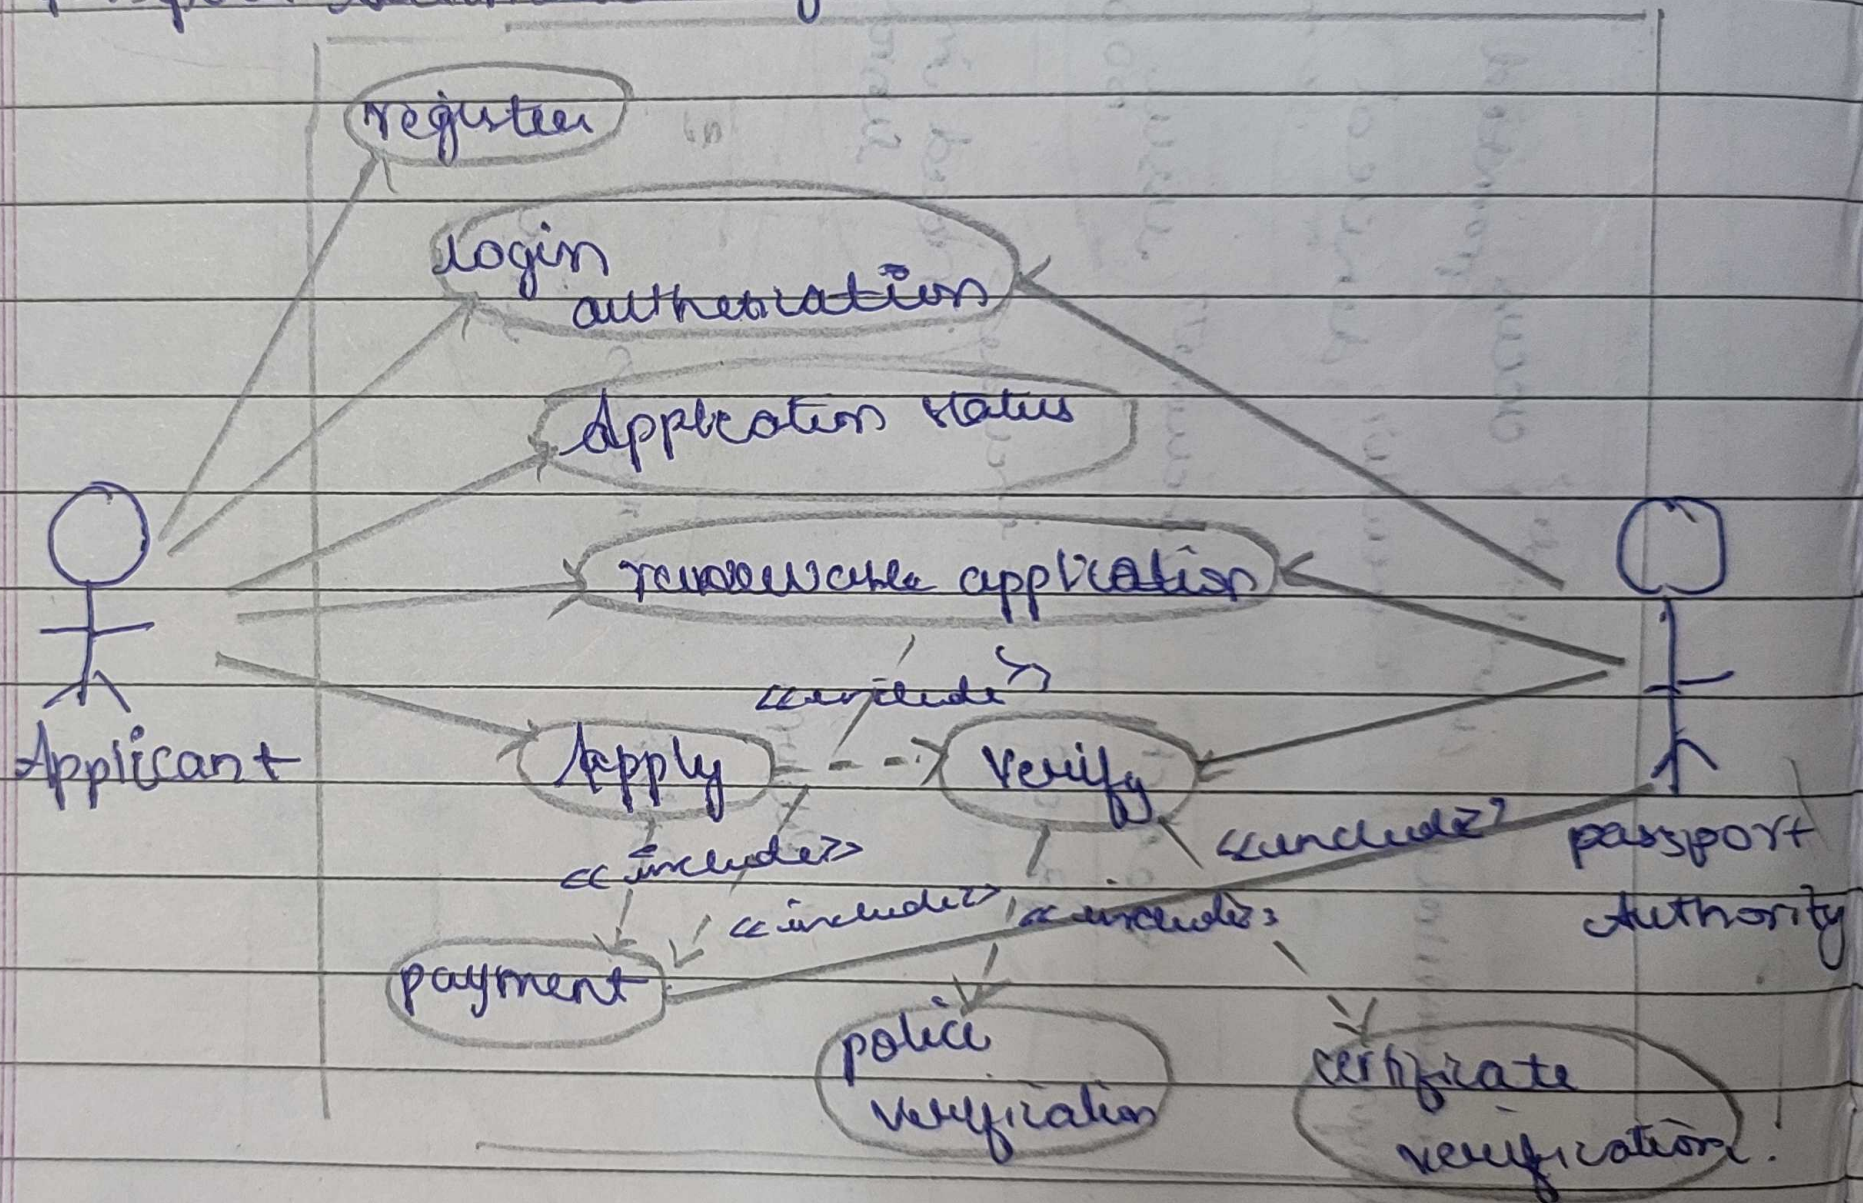 register
login
authentication
Application status
application
<<include>>
Apply
Verify
Applicant
<<include>>
<<include>>
passport
Authority
<<include>>
<<include>>
payment
police
verification
certificate
verification.